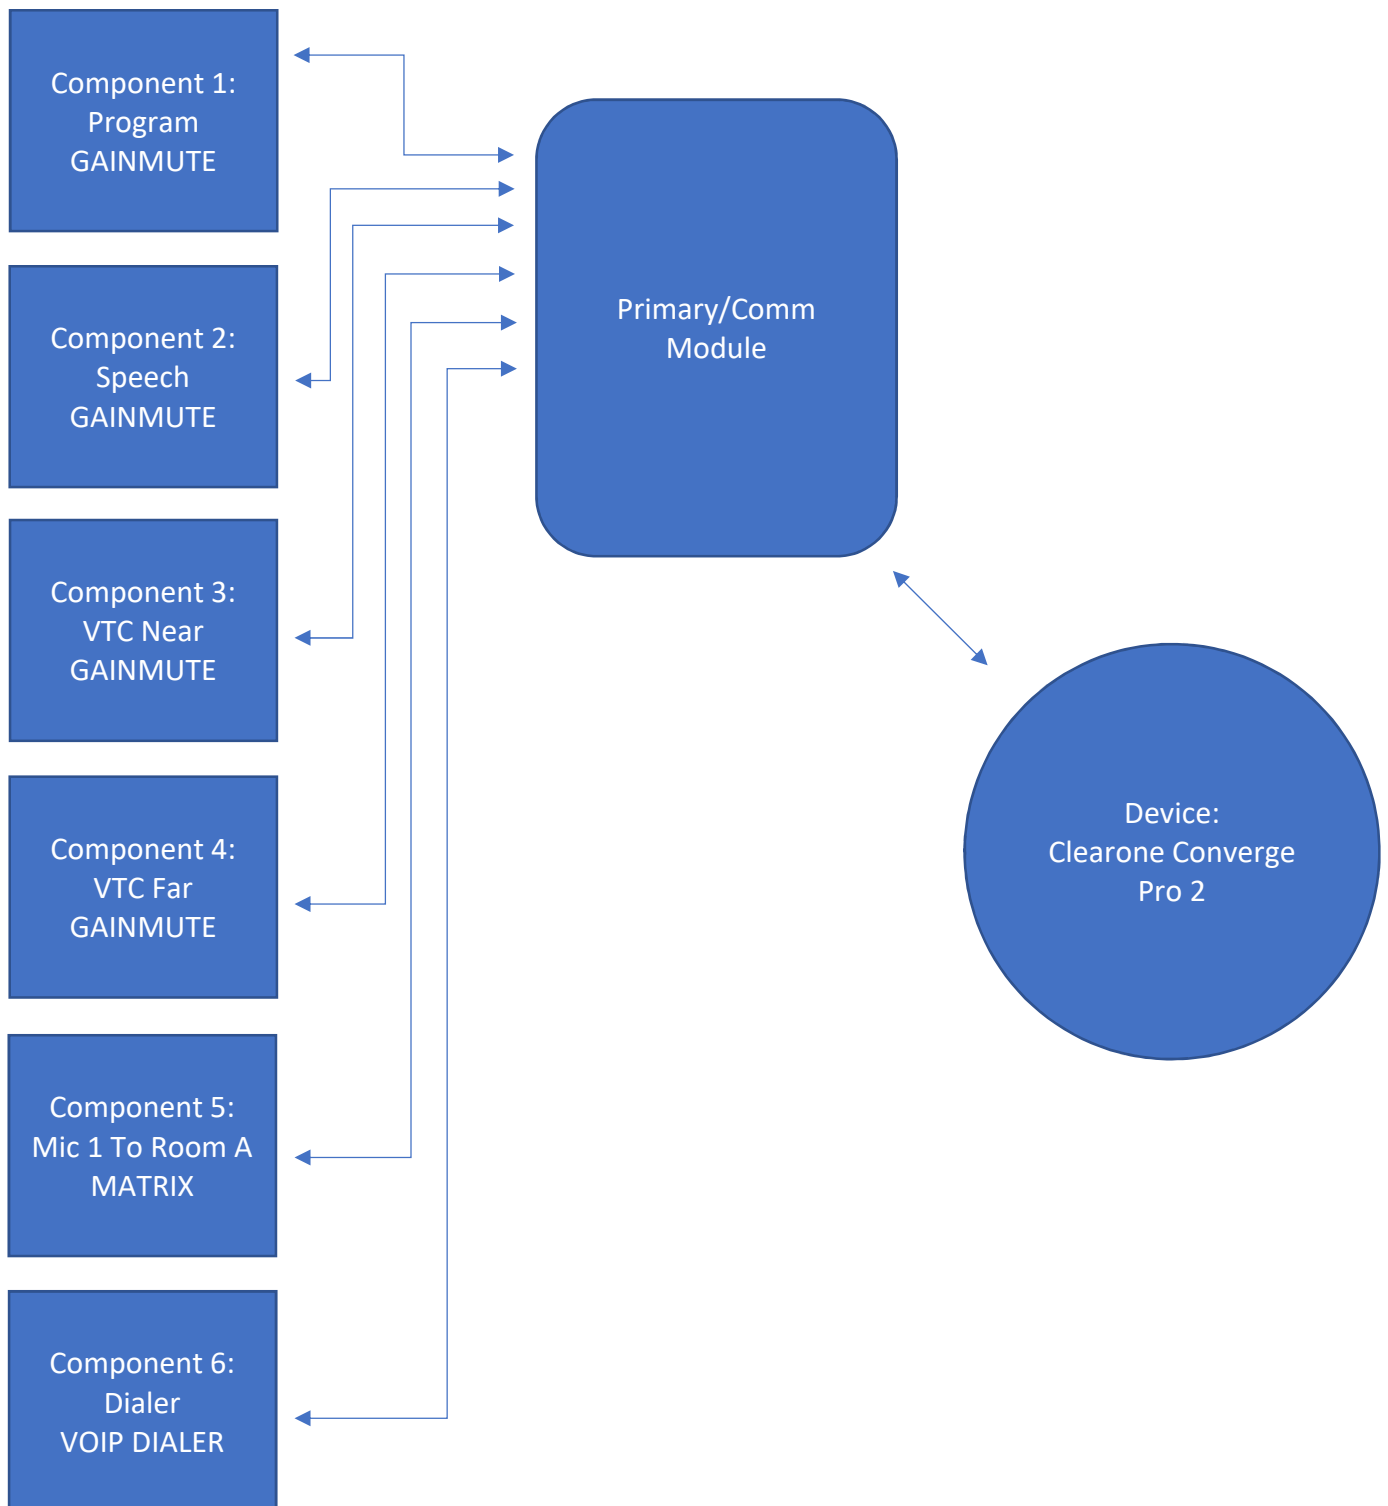 Component 1:
Program
GAINMUTE
Component 2:
Speech
GAINMUTE
Component 3:
VTC Near
GAINMUTE
Component 4:
VTC Far
GAINMUTE
Component 5:
Mic 1 To Room A
MATRIX
Component 6:
Dialer
VOIP DIALER
Primary/Comm
Module
Device:
Clearone Converge
Pro 2